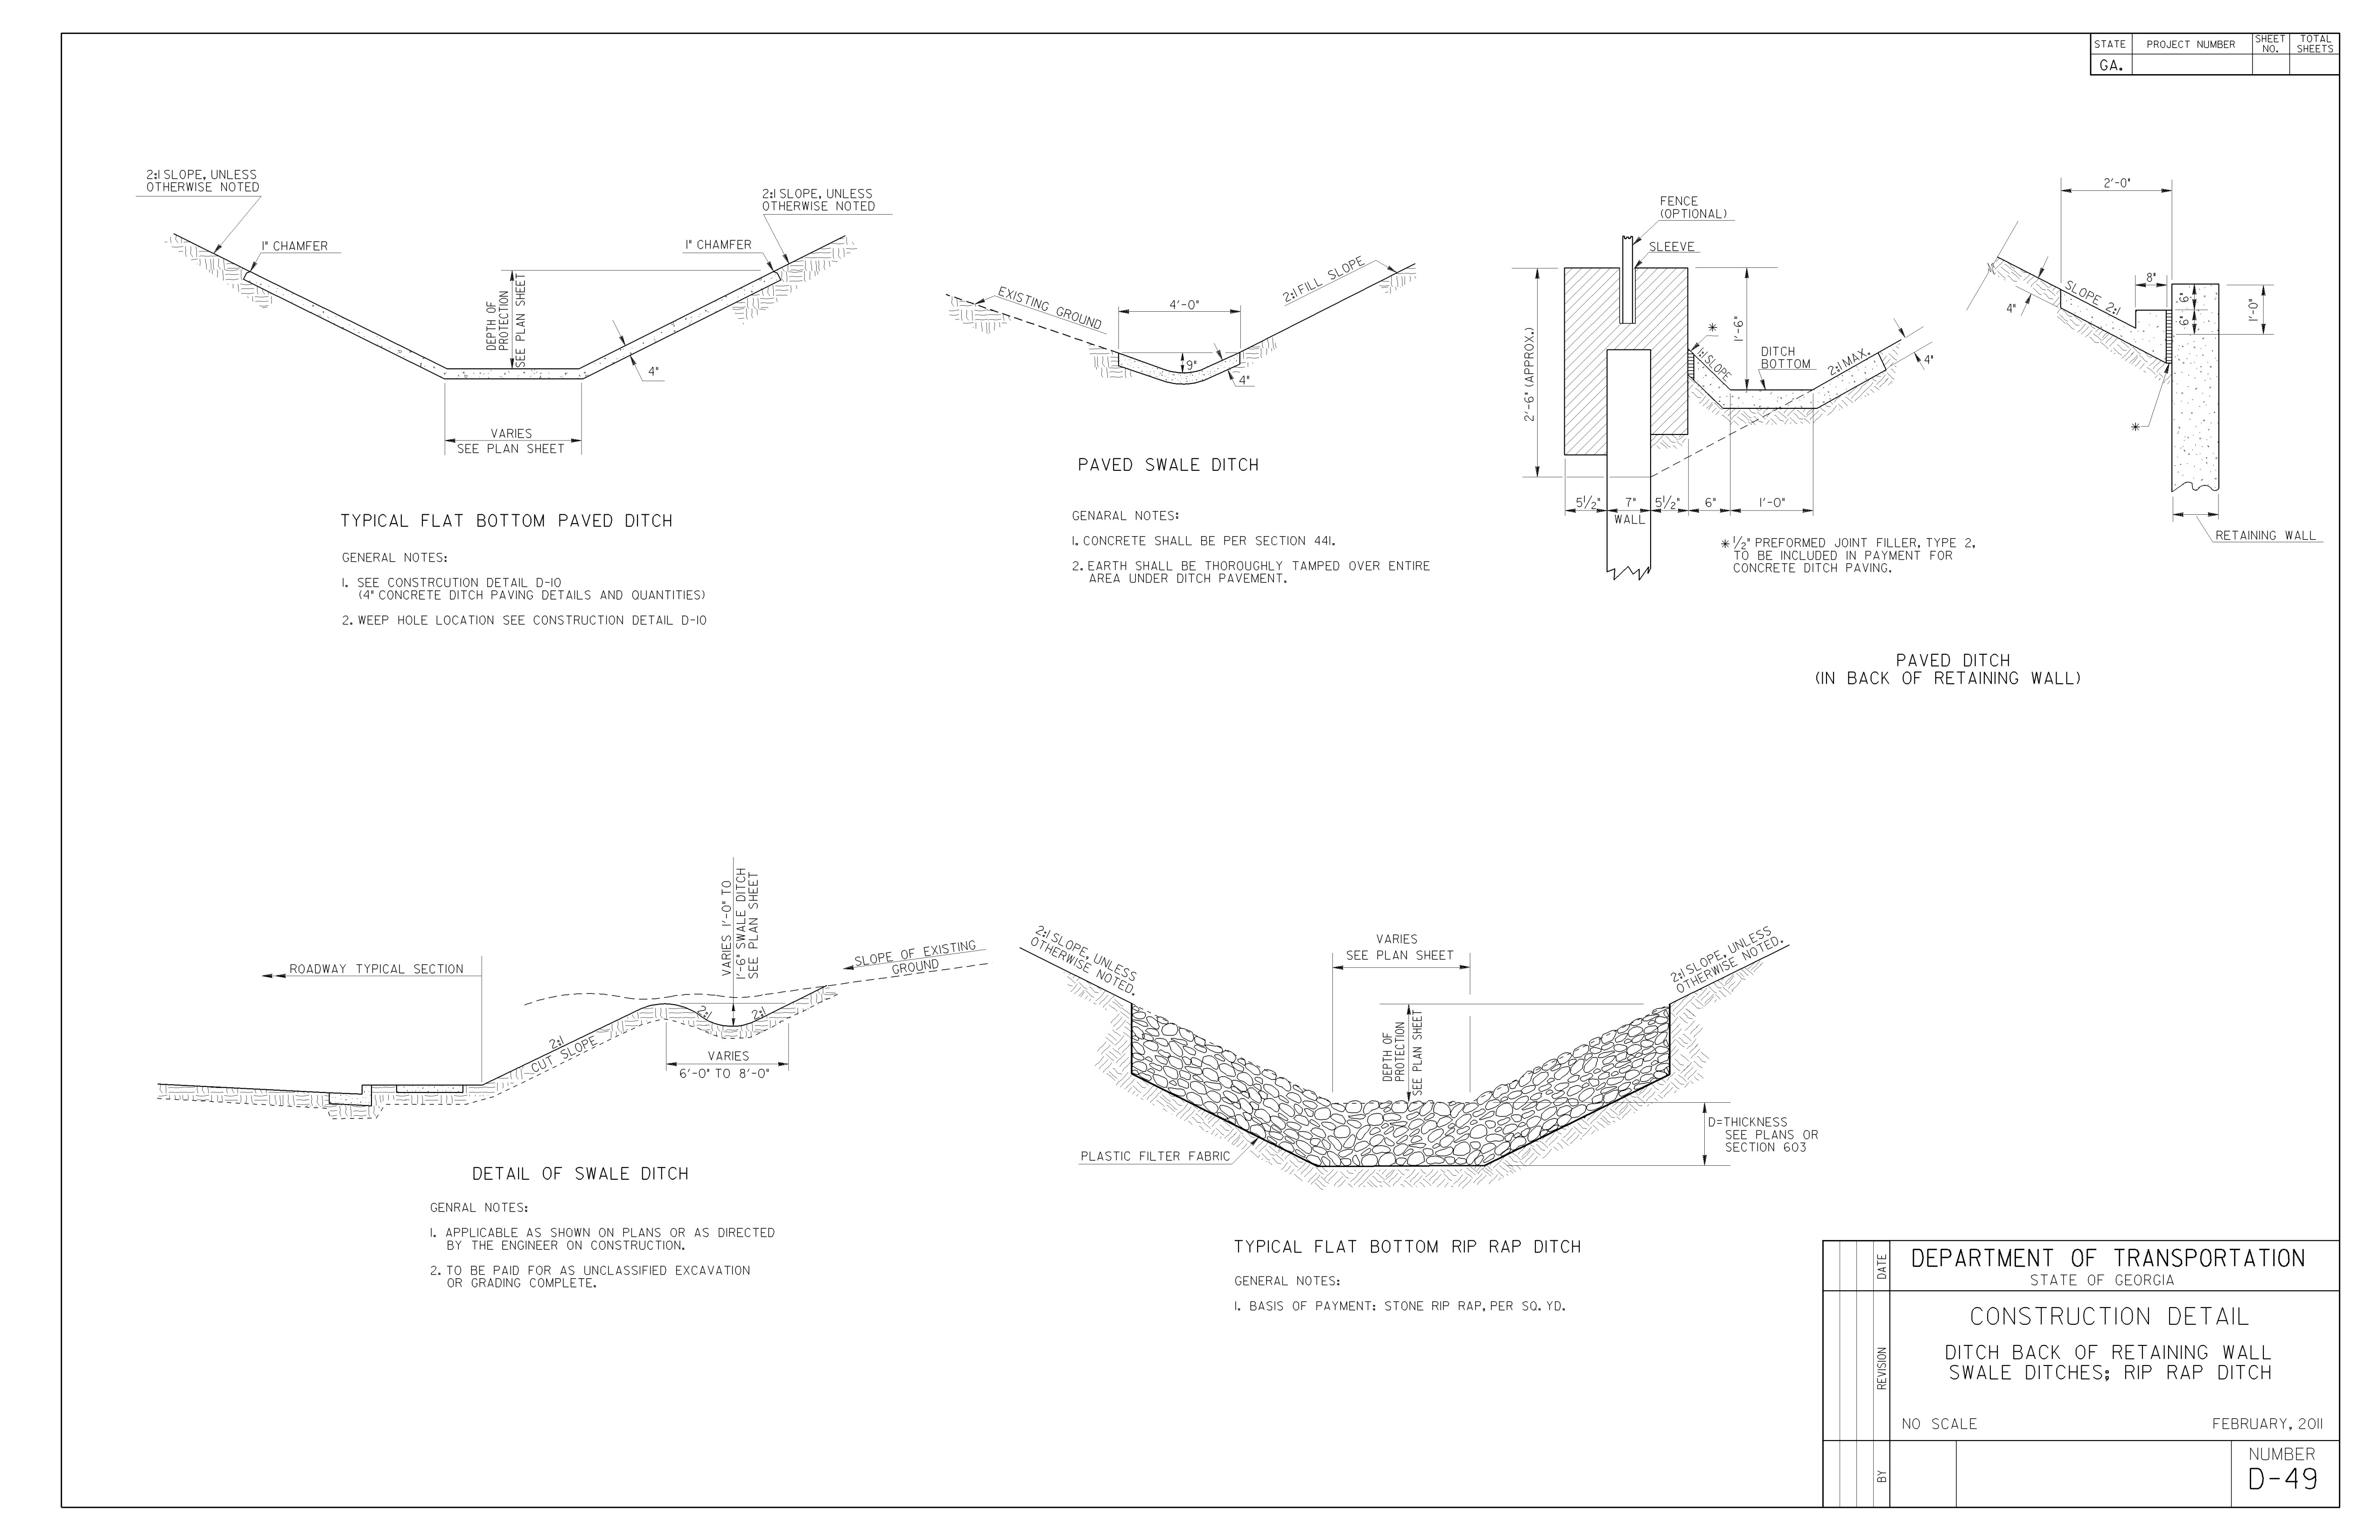 STATE
PROJECT NUMBER
SHEET NO.
TOTAL SHEETS
GA.
2:1 SLOPE, UNLESS
OTHERWISE NOTED
1" CHAMFER
DEPTH OF
PROTECTION
SEE PLAN SHEET
1" CHAMFER
2:1 SLOPE, UNLESS
OTHERWISE NOTED
4"
VARIES
SEE PLAN SHEET
TYPICAL FLAT BOTTOM PAVED DITCH
GENERAL NOTES:
1. SEE CONSTRCUTION DETAIL D-10
(4" CONCRETE DITCH PAVING DETAILS AND QUANTITIES)
2. WEEP HOLE LOCATION SEE CONSTRUCTION DETAIL D-10
EXISTING GROUND
4'-0"
2:1 FILL SLOPE
9"
4"
PAVED SWALE DITCH
GENARAL NOTES:
1. CONCRETE SHALL BE PER SECTION 441.
2. EARTH SHALL BE THOROUGHLY TAMPED OVER ENTIRE
AREA UNDER DITCH PAVEMENT.
FENCE
(OPTIONAL)
SLEEVE
2'-6" (APPROX.)
*
1'-6"
1:1 SLOPE
DITCH
BOTTOM
2:1 MAX.
4"
5 1/2"
7"
5 1/2"
6"
1'-0"
WALL
* 1/2" PREFORMED JOINT FILLER, TYPE 2,
TO BE INCLUDED IN PAYMENT FOR
CONCRETE DITCH PAVING.
2'-0"
8"
6"
6"
1'-0"
SLOPE 2:1
4"
*
RETAINING WALL
PAVED DITCH
(IN BACK OF RETAINING WALL)
ROADWAY TYPICAL SECTION
VARIES 1'-0" TO
1'-6" SWALE DITCH
SEE PLAN SHEET
SLOPE OF EXISTING
GROUND
2:1
CUT SLOPE
2:1
2:1
VARIES
6'-0" TO 8'-0"
DETAIL OF SWALE DITCH
GENRAL NOTES:
1. APPLICABLE AS SHOWN ON PLANS OR AS DIRECTED
BY THE ENGINEER ON CONSTRUCTION.
2. TO BE PAID FOR AS UNCLASSIFIED EXCAVATION
OR GRADING COMPLETE.
2:1 SLOPE, UNLESS
OTHERWISE NOTED.
VARIES
SEE PLAN SHEET
DEPTH OF
PROTECTION
SEE PLAN SHEET
2:1 SLOPE, UNLESS
OTHERWISE NOTED.
PLASTIC FILTER FABRIC
D=THICKNESS
SEE PLANS OR
SECTION 603
TYPICAL FLAT BOTTOM RIP RAP DITCH
GENERAL NOTES:
1. BASIS OF PAYMENT: STONE RIP RAP, PER SQ. YD.
DATE
REVISION
BY
DEPARTMENT OF TRANSPORTATION
STATE OF GEORGIA
CONSTRUCTION DETAIL
DITCH BACK OF RETAINING WALL
SWALE DITCHES; RIP RAP DITCH
NO SCALE
FEBRUARY, 2011
NUMBER
D-49